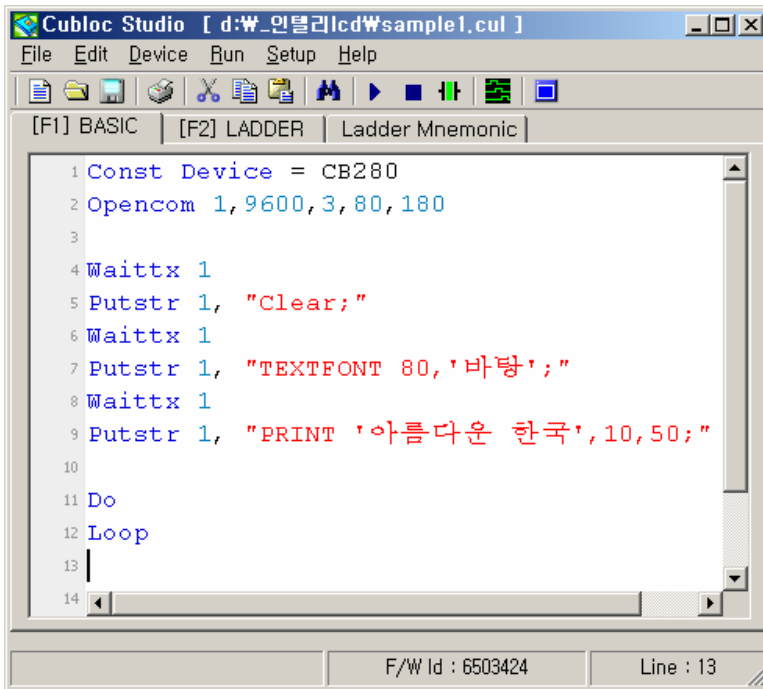 Cubloc Studio [ d:₩_인텔리lcd₩sample1.cul ]
File Edit Device Run Setup Help
[F1] BASIC [F2] LADDER Ladder Mnemonic
1 Const Device = CB280
2 Opencom 1,9600,3,80,180
3
4 Waittx 1
5 Putstr 1, "Clear;"
6 Waittx 1
7 Putstr 1, "TEXTFONT 80,'바탕';"
8 Waittx 1
9 Putstr 1, "PRINT '아름다운 한국',10,50;"
10
11 Do
12 Loop
13
14
F/W Id : 6503424 Line : 13